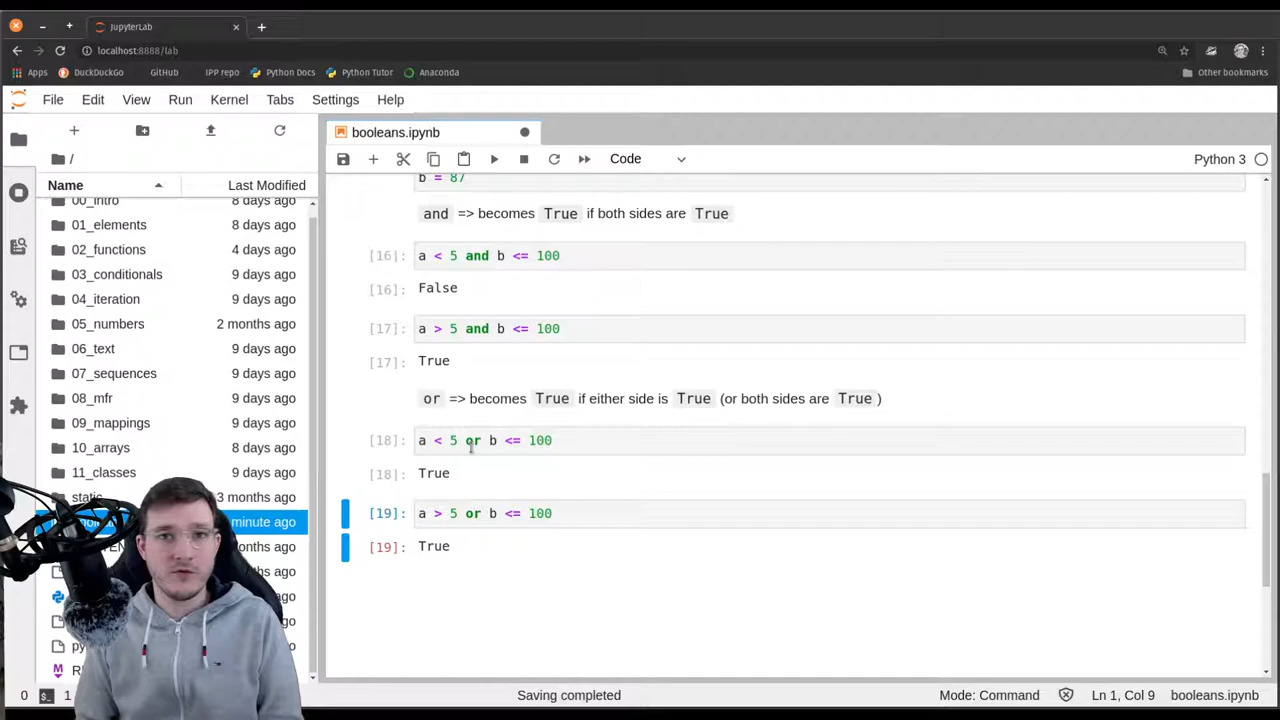 JupyterLab
localhost:8888/lab
Apps DuckDuckGo GitHub IPP repo Python Docs Python Tutor Anaconda Other bookmarks
File Edit View Run Kernel Tabs Settings Help
booleans.ipynb
/
Code Python 3
Name Last Modified
00_intro 8 days ago
01_elements 8 days ago
02_functions 4 days ago
03_conditionals 9 days ago
04_iteration 9 days ago
05_numbers 2 months ago
06_text 9 days ago
07_sequences 9 days ago
08_mfr 9 days ago
09_mappings 9 days ago
10_arrays 8 days ago
11_classes 9 days ago
static 3 months ago
minute ago
b = 87
and => becomes True if both sides are True
[16]: a < 5 and b <= 100
[16]: False
[17]: a > 5 and b <= 100
[17]: True
or => becomes True if either side is True (or both sides are True )
[18]: a < 5 or b <= 100
[18]: True
[19]: a > 5 or b <= 100
[19]: True
0 $_ 1 Saving completed Mode: Command Ln 1, Col 9 booleans.ipynb